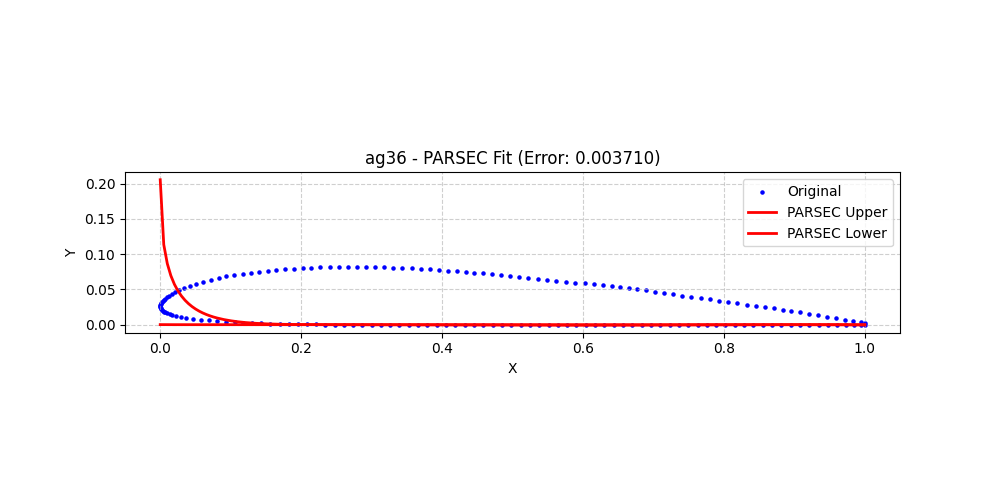 ag36 - PARSEC Fit (Error: 0.003710)
Original
PARSEC Upper
PARSEC Lower
Y
0.20
0.15
0.10
0.05
0.00
0.0 0.2 0.4 0.6 0.8 1.0
X